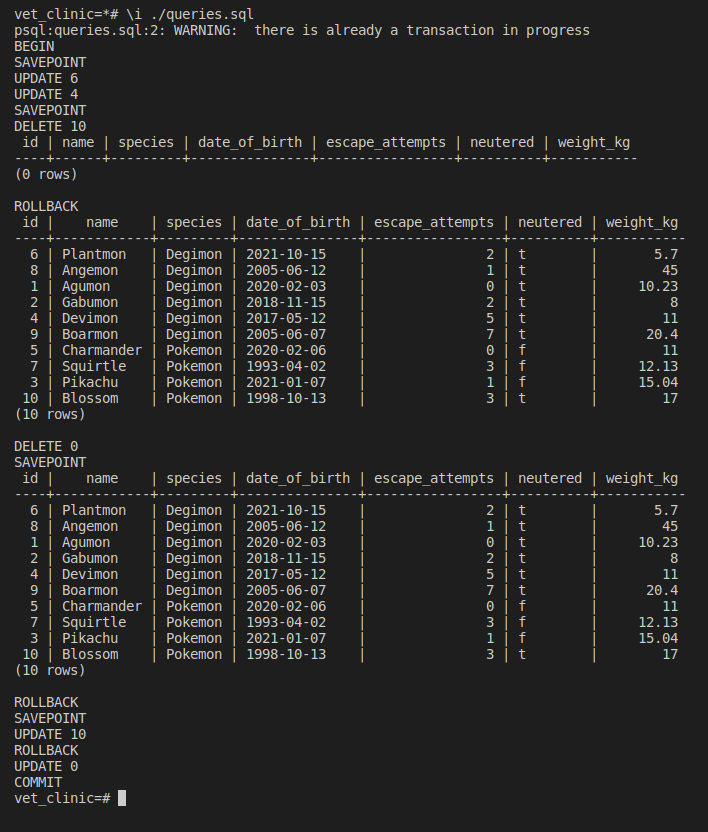 vet_clinic=*# \i ./queries.sql
psql:queries.sql:2: WARNING:  there is already a transaction in progress
BEGIN
SAVEPOINT
UPDATE 6
UPDATE 4
SAVEPOINT
DELETE 10
 id | name | species | date_of_birth | escape_attempts | neutered | weight_kg
----+------+---------+---------------+-----------------+----------+-----------
(0 rows)

ROLLBACK
 id |    name    | species | date_of_birth | escape_attempts | neutered | weight_kg
----+------------+---------+---------------+-----------------+----------+-----------
  6 | Plantmon   | Degimon | 2021-10-15    |               2 | t        |       5.7
  8 | Angemon    | Degimon | 2005-06-12    |               1 | t        |        45
  1 | Agumon     | Degimon | 2020-02-03    |               0 | t        |     10.23
  2 | Gabumon    | Degimon | 2018-11-15    |               2 | t        |         8
  4 | Devimon    | Degimon | 2017-05-12    |               5 | t        |        11
  9 | Boarmon    | Degimon | 2005-06-07    |               7 | t        |      20.4
  5 | Charmander | Pokemon | 2020-02-06    |               0 | f        |        11
  7 | Squirtle   | Pokemon | 1993-04-02    |               3 | f        |     12.13
  3 | Pikachu    | Pokemon | 2021-01-07    |               1 | f        |     15.04
 10 | Blossom    | Pokemon | 1998-10-13    |               3 | t        |        17
(10 rows)

DELETE 0
SAVEPOINT
 id |    name    | species | date_of_birth | escape_attempts | neutered | weight_kg
----+------------+---------+---------------+-----------------+----------+-----------
  6 | Plantmon   | Degimon | 2021-10-15    |               2 | t        |       5.7
  8 | Angemon    | Degimon | 2005-06-12    |               1 | t        |        45
  1 | Agumon     | Degimon | 2020-02-03    |               0 | t        |     10.23
  2 | Gabumon    | Degimon | 2018-11-15    |               2 | t        |         8
  4 | Devimon    | Degimon | 2017-05-12    |               5 | t        |        11
  9 | Boarmon    | Degimon | 2005-06-07    |               7 | t        |      20.4
  5 | Charmander | Pokemon | 2020-02-06    |               0 | f        |        11
  7 | Squirtle   | Pokemon | 1993-04-02    |               3 | f        |     12.13
  3 | Pikachu    | Pokemon | 2021-01-07    |               1 | f        |     15.04
 10 | Blossom    | Pokemon | 1998-10-13    |               3 | t        |        17
(10 rows)

ROLLBACK
SAVEPOINT
UPDATE 10
ROLLBACK
UPDATE 0
COMMIT
vet_clinic=#